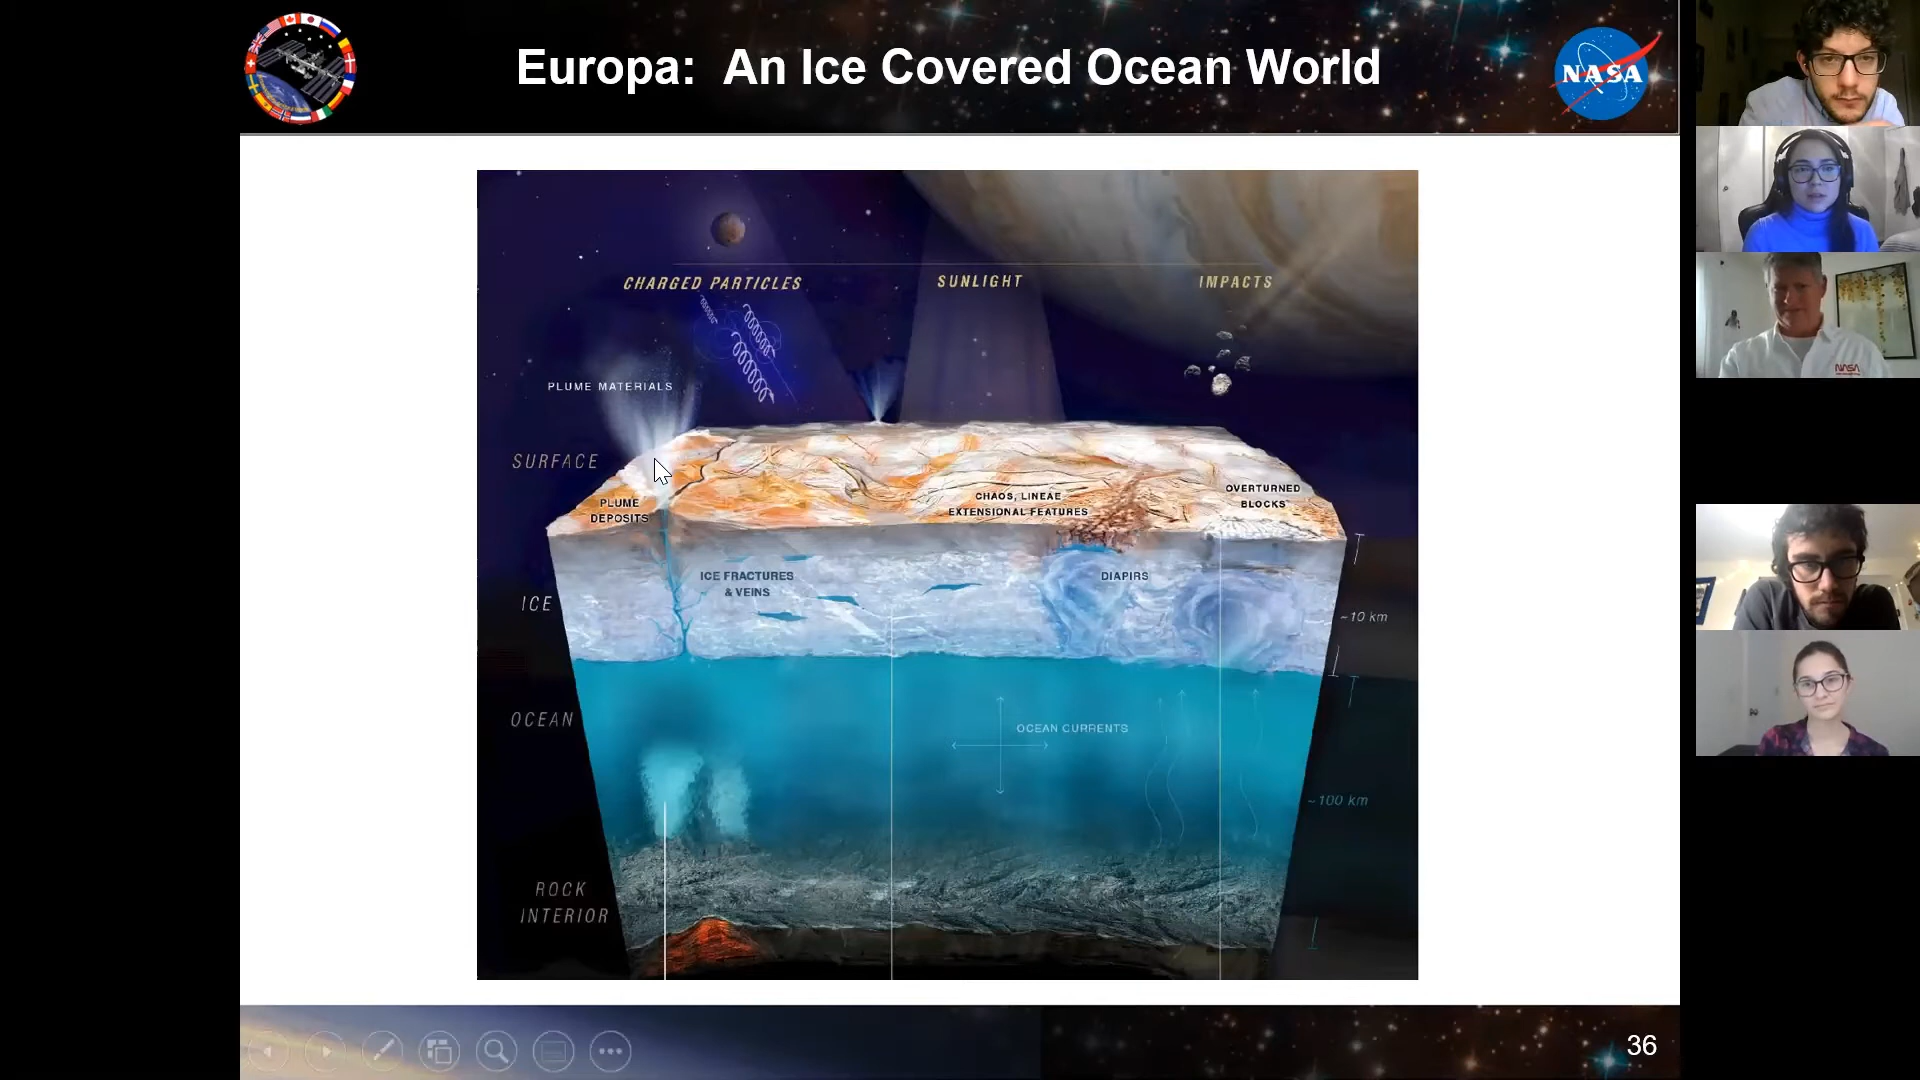 Europa:  An Ice Covered Ocean World
NASA
CHARGED PARTICLES
SUNLIGHT
IMPACTS
PLUME MATERIALS
SURFACE
PLUME
DEPOSITS
CHAOS, LINEAE
EXTENSIONAL FEATURES
OVERTURNED
BLOCKS
ICE
ICE FRACTURES
& VEINS
DIAPIRS
~10 km
OCEAN
OCEAN CURRENTS
~100 km
ROCK
INTERIOR
36
NASA